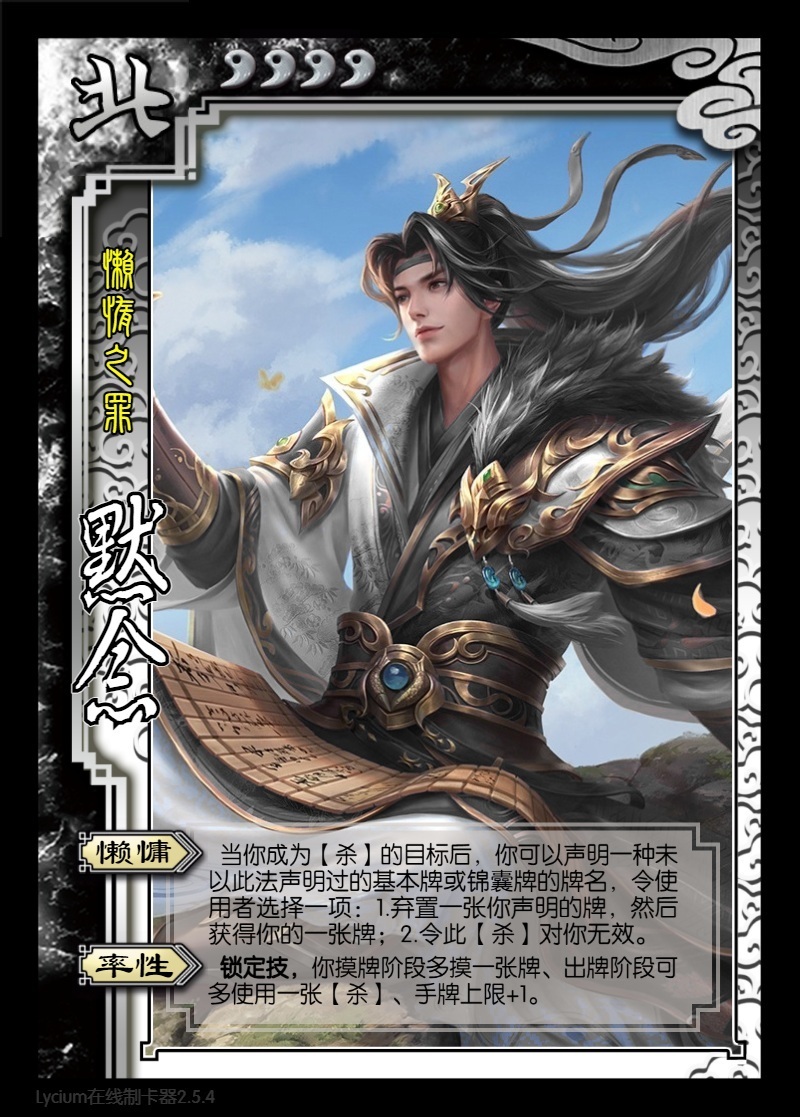 北
懒惰之罪
默念
懒慵
当你成为【杀】的目标后，你可以声明一种未
以此法声明过的基本牌或锦囊牌的牌名，令使
用者选择一项：1.弃置一张你声明的牌，然后
获得你的一张牌；2.令此【杀】对你无效。
率性
锁定技，你摸牌阶段多摸一张牌、出牌阶段可
多使用一张【杀】、手牌上限+1。
Lycium在线制卡器2.5.4